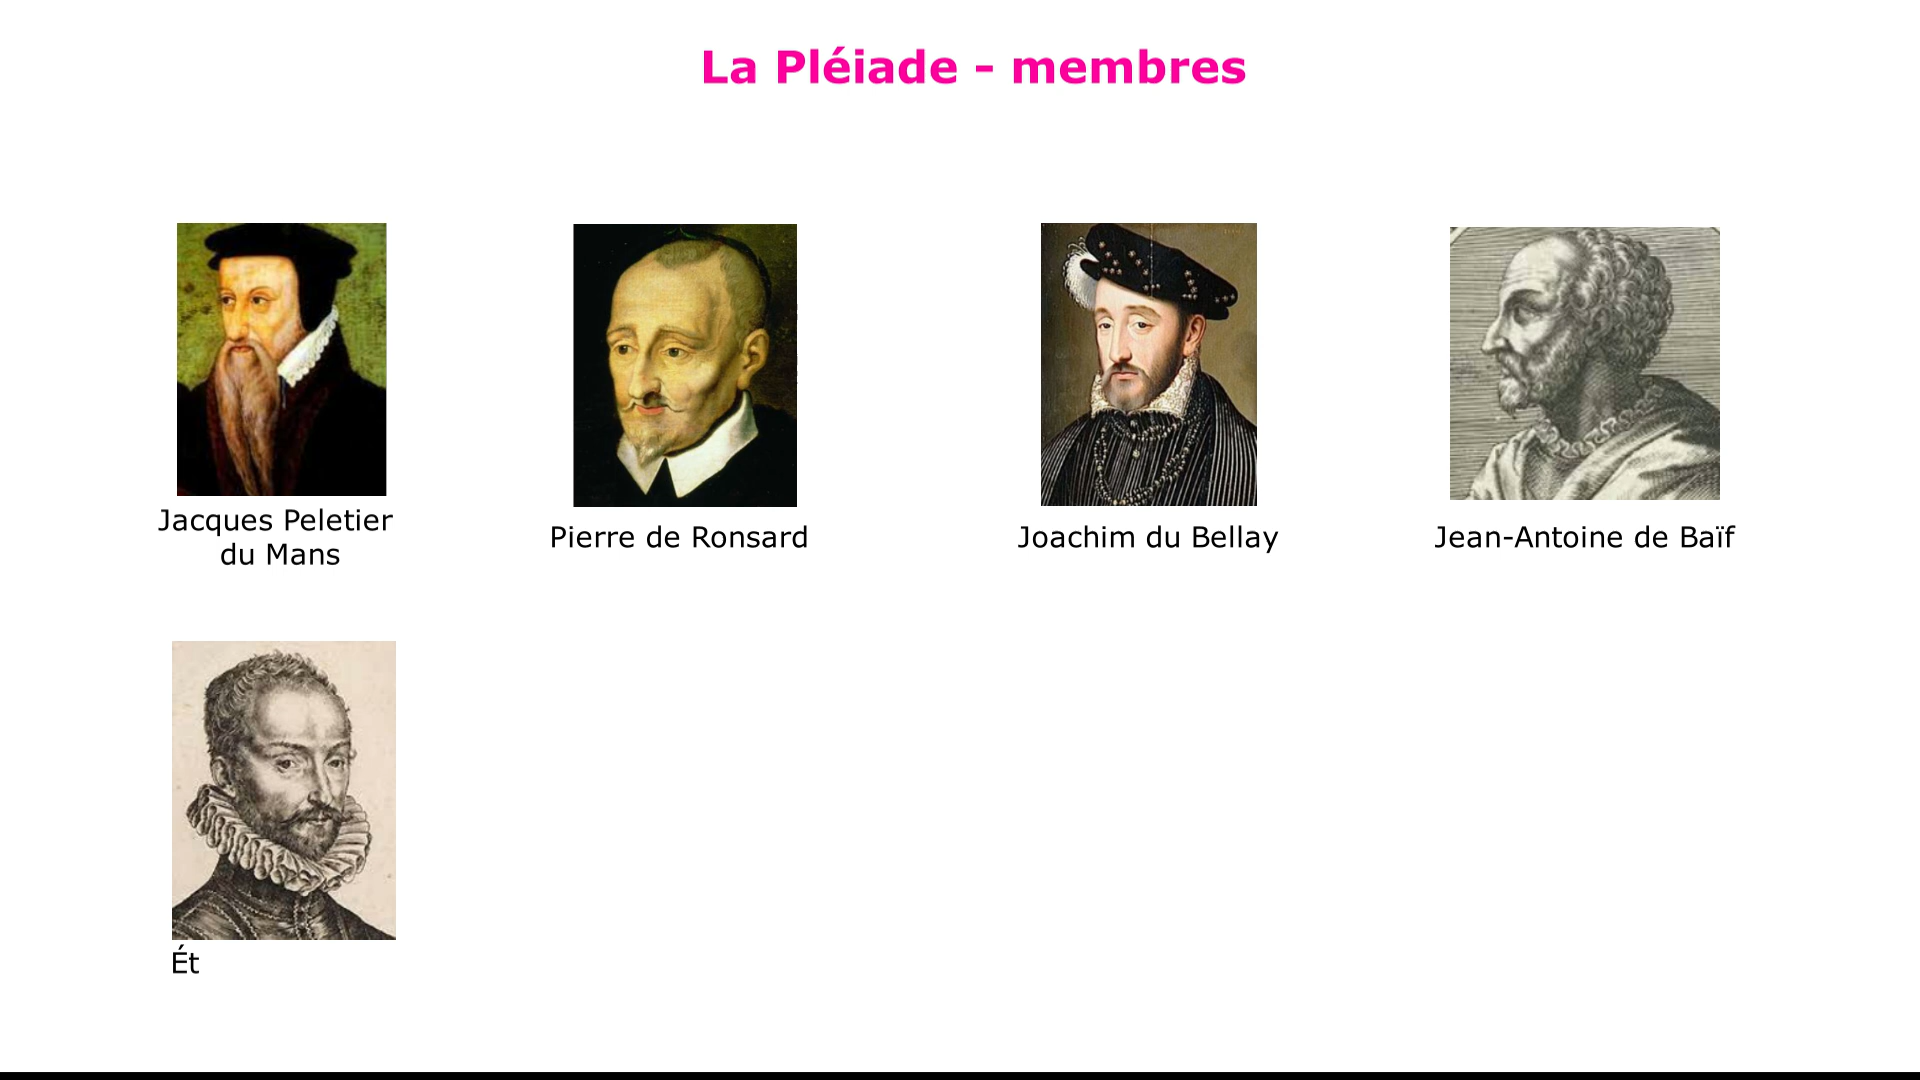 La Pléiade - membres
Jacques Peletier
du Mans
Pierre de Ronsard
Joachim du Bellay
Jean-Antoine de Baïf
Ét